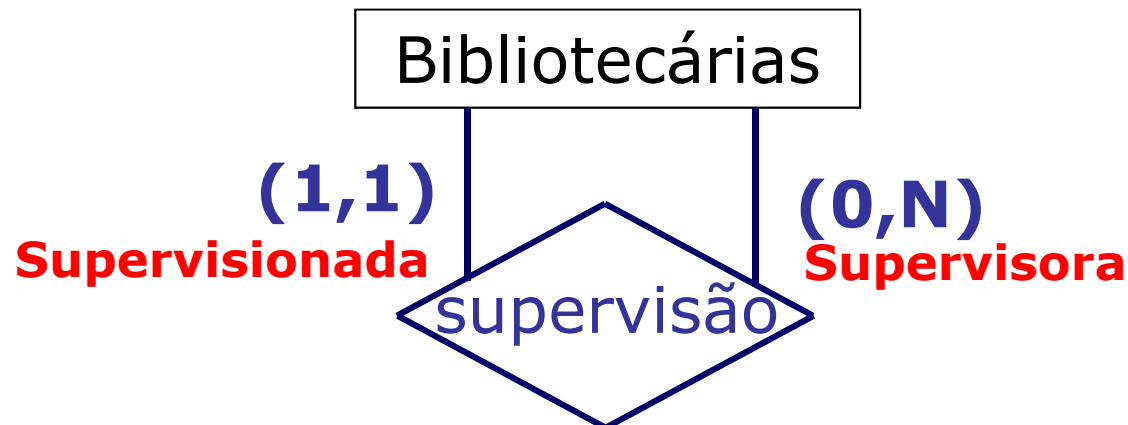 Bibliotecárias
(1,1)
Supervisionada
(0,N)
Supervisora
supervisão